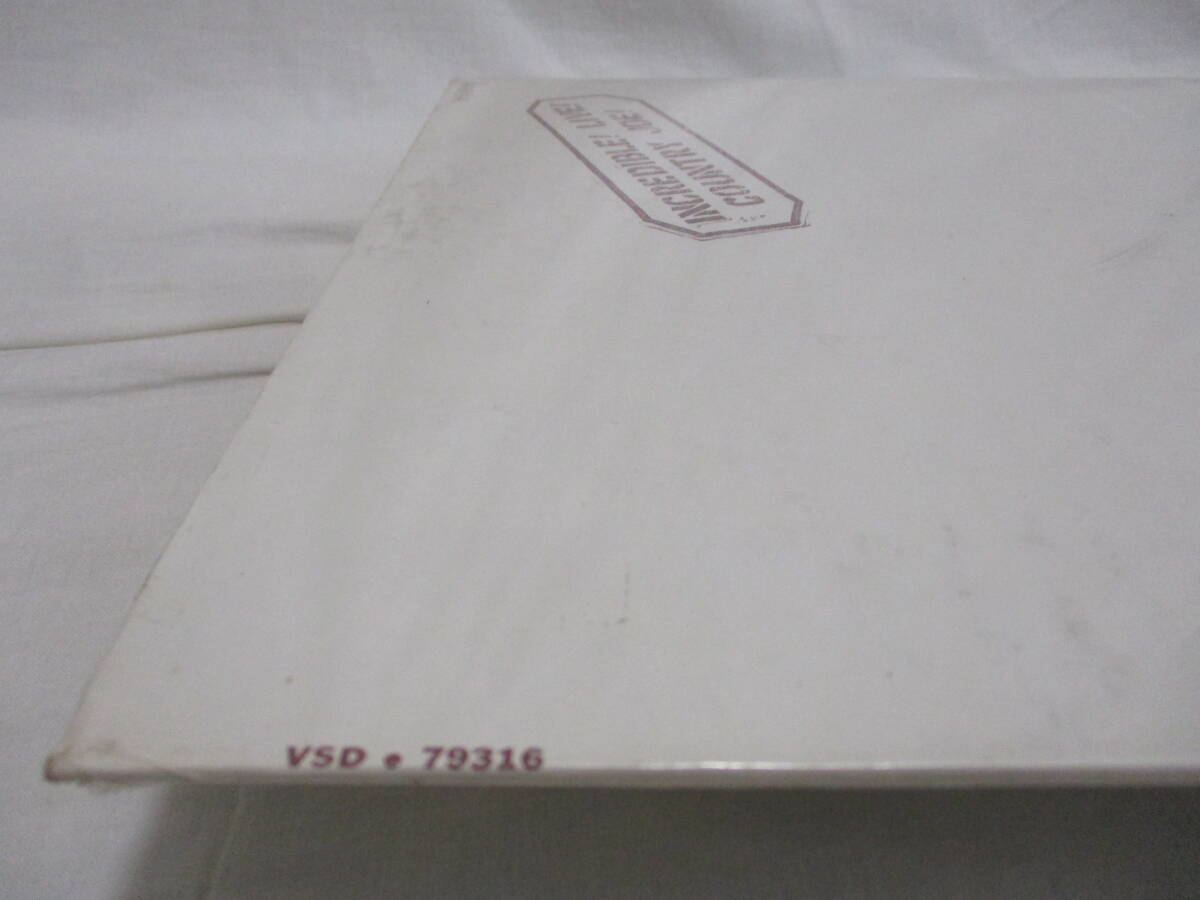 INCREDIBLE! LIVE!
COUNTRY JOE!
VSD • 79316